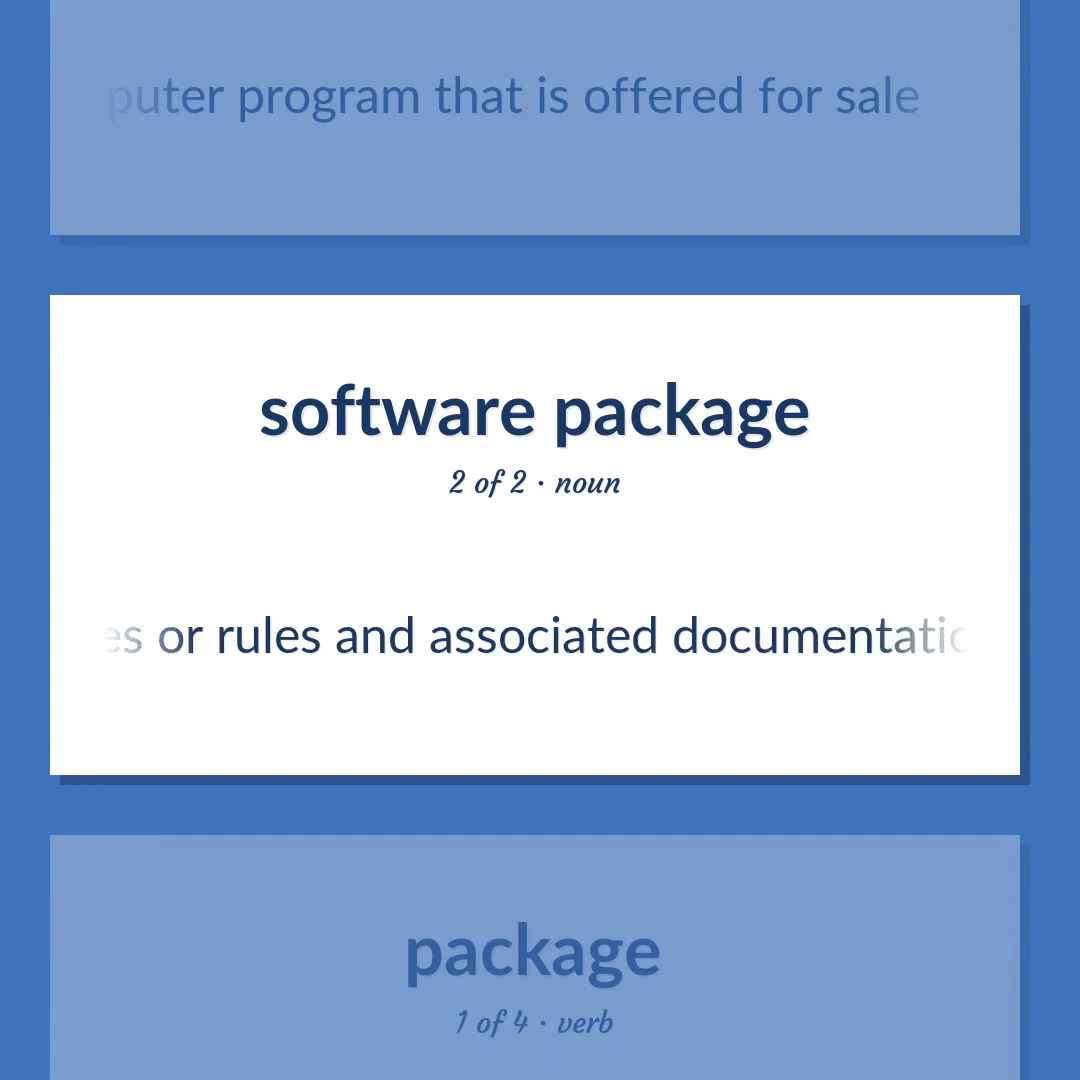 puter program that is offered for sale
software package
2 of 2 · noun
es or rules and associated documentatic
package
1 of 4 · verb